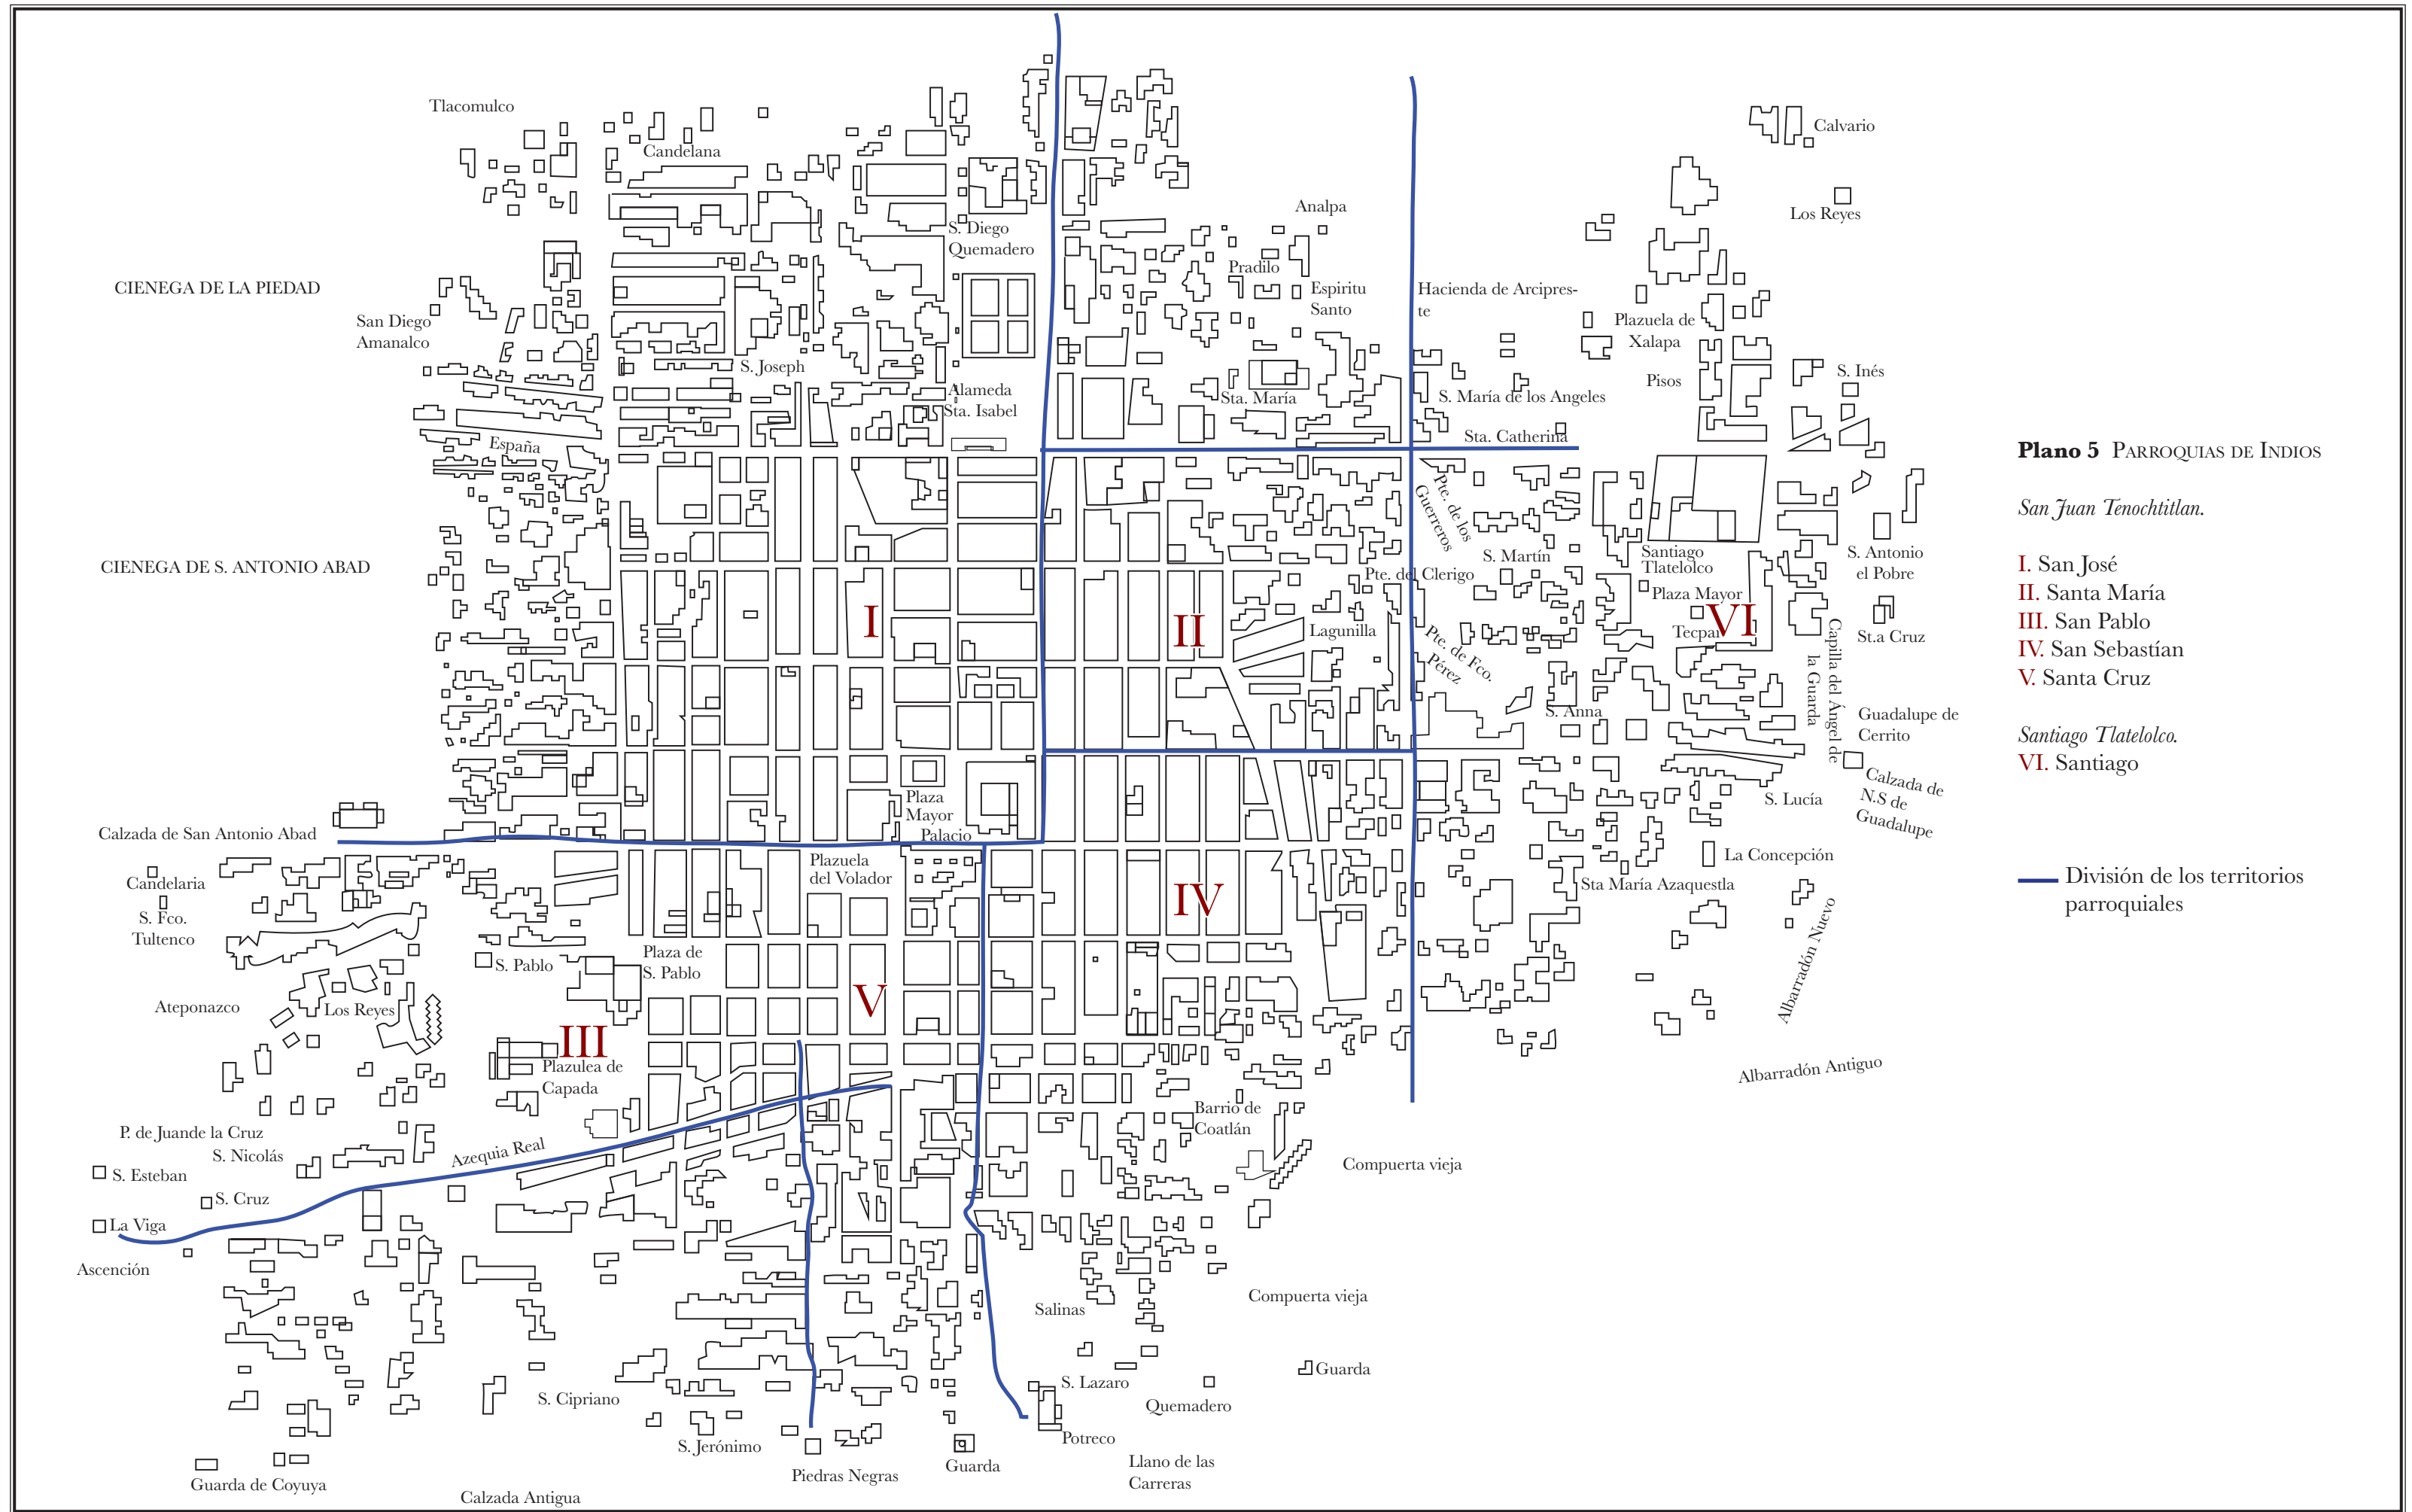 Tlacomulco
Candelana
Calvario
Los Reyes
Analpa
S. Diego
Quemadero
Pradilo
Espiritu
Santo
Hacienda de Arcipres-
te
CIENEGA DE LA PIEDAD
San Diego
Amanalco
Plazuela de
Xalapa
S. Joseph
S. Inés
Pisos
Alameda
Sta. Isabel
Sta. María
S. María de los Angeles
España
Sta. Catherina
Pte. de los
Guerreros
S. Martín
Santiago
Tlatelolco
S. Antonio
el Pobre
CIENEGA DE S. ANTONIO ABAD
Pte. del Clerigo
Plaza Mayor
I
II
VI
Lagunilla
Tecpan
St.a Cruz
Pte. de Fco.
Pérez
Capilla del Ángel de
la Guarda
S. Anna
Guadalupe de
Cerrito
Calzada de
N.S de
Guadalupe
S. Lucía
Plaza
Mayor
Palacio
Calzada de San Antonio Abad
Plazuela
del Volador
La Concepción
Candelaria
Sta María Azaquestla
S. Fco.
Tultenco
IV
Albarradón Nuevo
Plaza de
S. Pablo
S. Pablo
Ateponazco
Los Reyes
V
III
Plazulea de
Capada
Albarradón Antiguo
Barrio de
Coatlán
P. de Juande la Cruz
S. Nicolás
Azequia Real
Compuerta vieja
S. Esteban
S. Cruz
La Viga
Ascención
Salinas
Compuerta vieja
Guarda
S. Lazaro
S. Cipriano
Quemadero
S. Jerónimo
Potreco
Piedras Negras
Guarda
Llano de las
Carreras
Guarda de Coyuya
Calzada Antigua
Plano 5 PARROQUIAS DE INDIOS
San Juan Tenochtitlan.
I. San José
II. Santa María
III. San Pablo
IV. San Sebastían
V. Santa Cruz
Santiago Tlatelolco.
VI. Santiago
División de los territorios
parroquiales